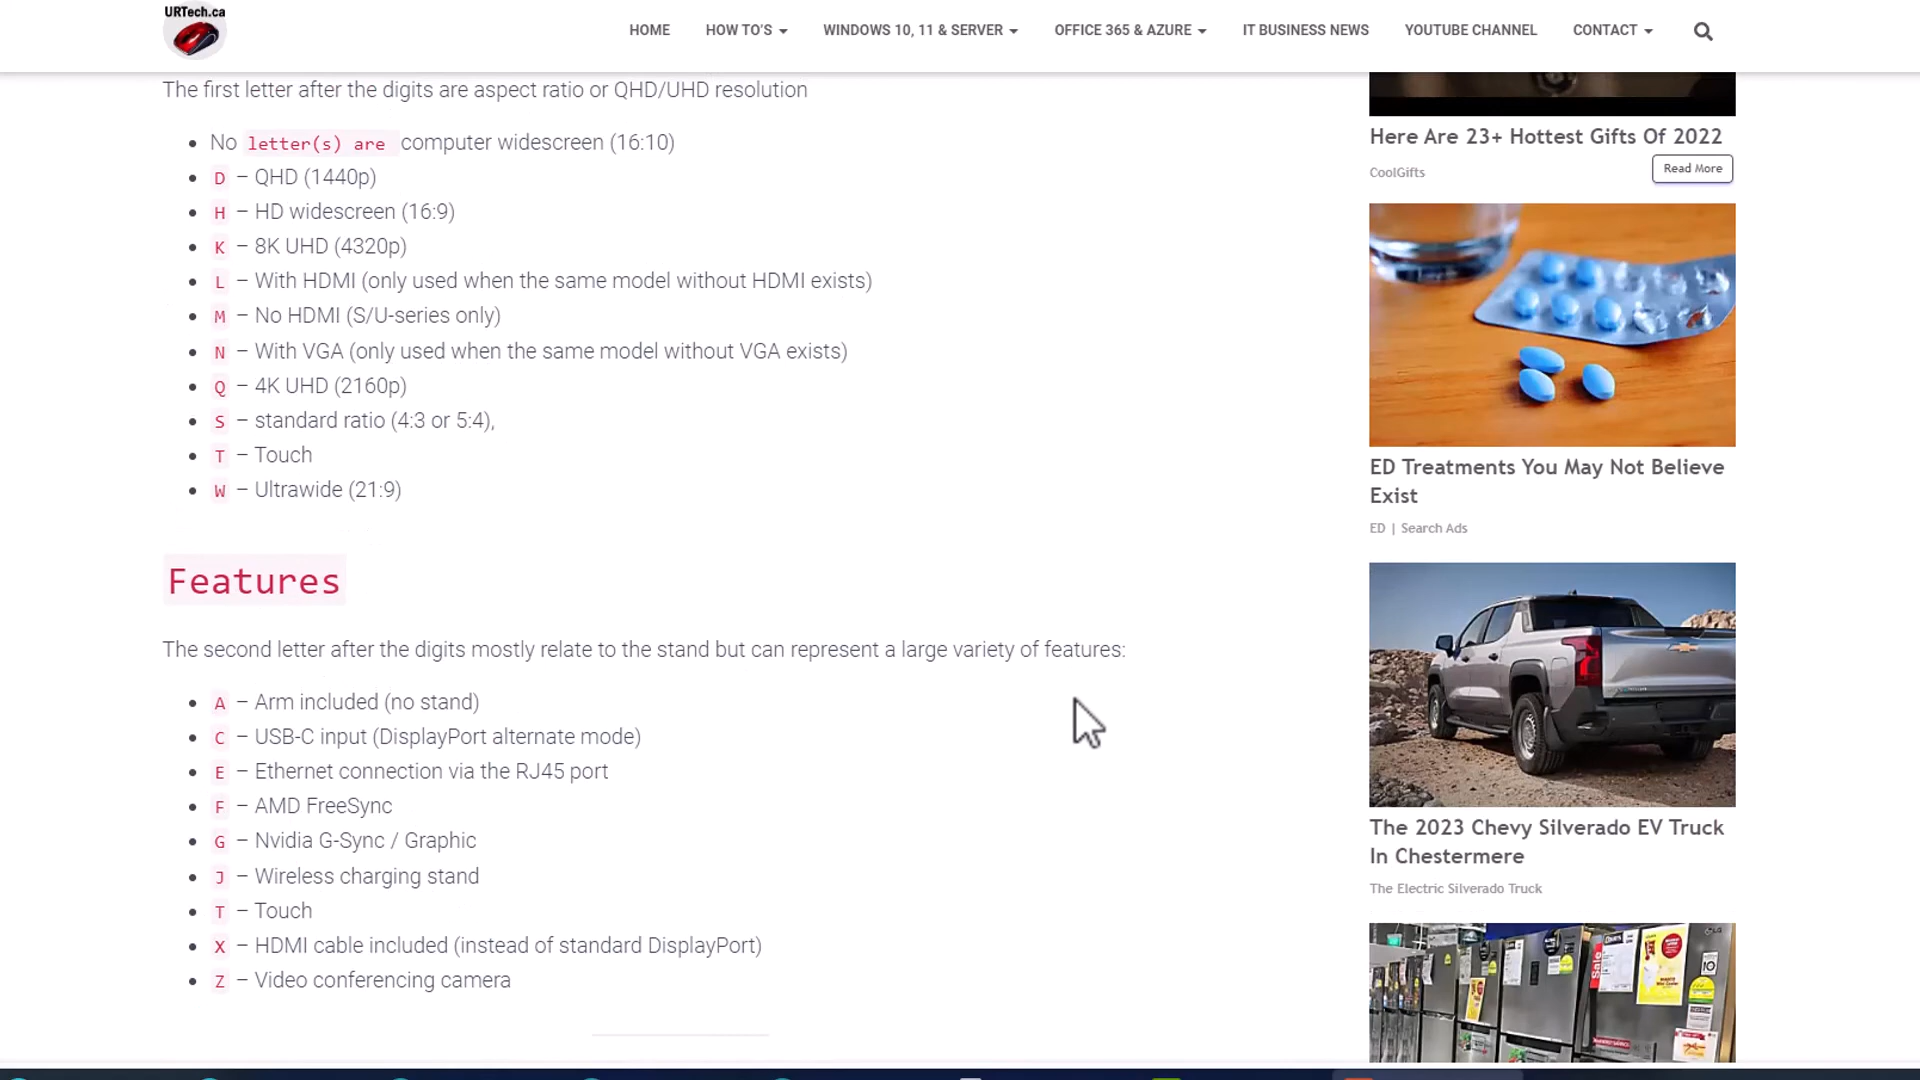 URTech.ca
HOME HOW TO'S WINDOWS 10, 11 & SERVER OFFICE 365 & AZURE IT BUSINESS NEWS YOUTUBE CHANNEL CONTACT
The first letter after the digits are aspect ratio or QHD/UHD resolution
No letter(s) are computer widescreen (16:10)
D – QHD (1440p)
H – HD widescreen (16:9)
K – 8K UHD (4320p)
L – With HDMI (only used when the same model without HDMI exists)
M – No HDMI (S/U-series only)
N – With VGA (only used when the same model without VGA exists)
Q – 4K UHD (2160p)
S – standard ratio (4:3 or 5:4),
T – Touch
W – Ultrawide (21:9)
Features
The second letter after the digits mostly relate to the stand but can represent a large variety of features:
A – Arm included (no stand)
C – USB-C input (DisplayPort alternate mode)
E – Ethernet connection via the RJ45 port
F – AMD FreeSync
G – Nvidia G-Sync / Graphic
J – Wireless charging stand
T – Touch
X – HDMI cable included (instead of standard DisplayPort)
Z – Video conferencing camera
Here Are 23+ Hottest Gifts Of 2022
CoolGifts
Read More
ED Treatments You May Not Believe
Exist
ED | Search Ads
The 2023 Chevy Silverado EV Truck
In Chestermere
The Electric Silverado Truck
LG
Sale
10